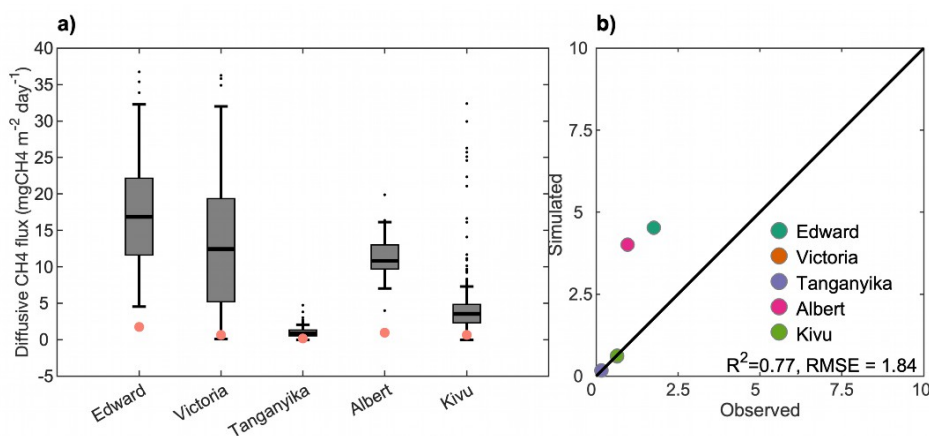 a)
Diffusive CH4 flux (mgCH4 m-2 day-1)
40
35
30
25
20
15
10
5
0
-5
Edward
Victoria
Tanganyika
Albert
Kivu
b)
Simulated
10
7.5
5
2.5
0
Edward
Victoria
Tanganyika
Albert
Kivu
R2=0.77, RMSE = 1.84
0
2.5
5
7.5
10
Observed